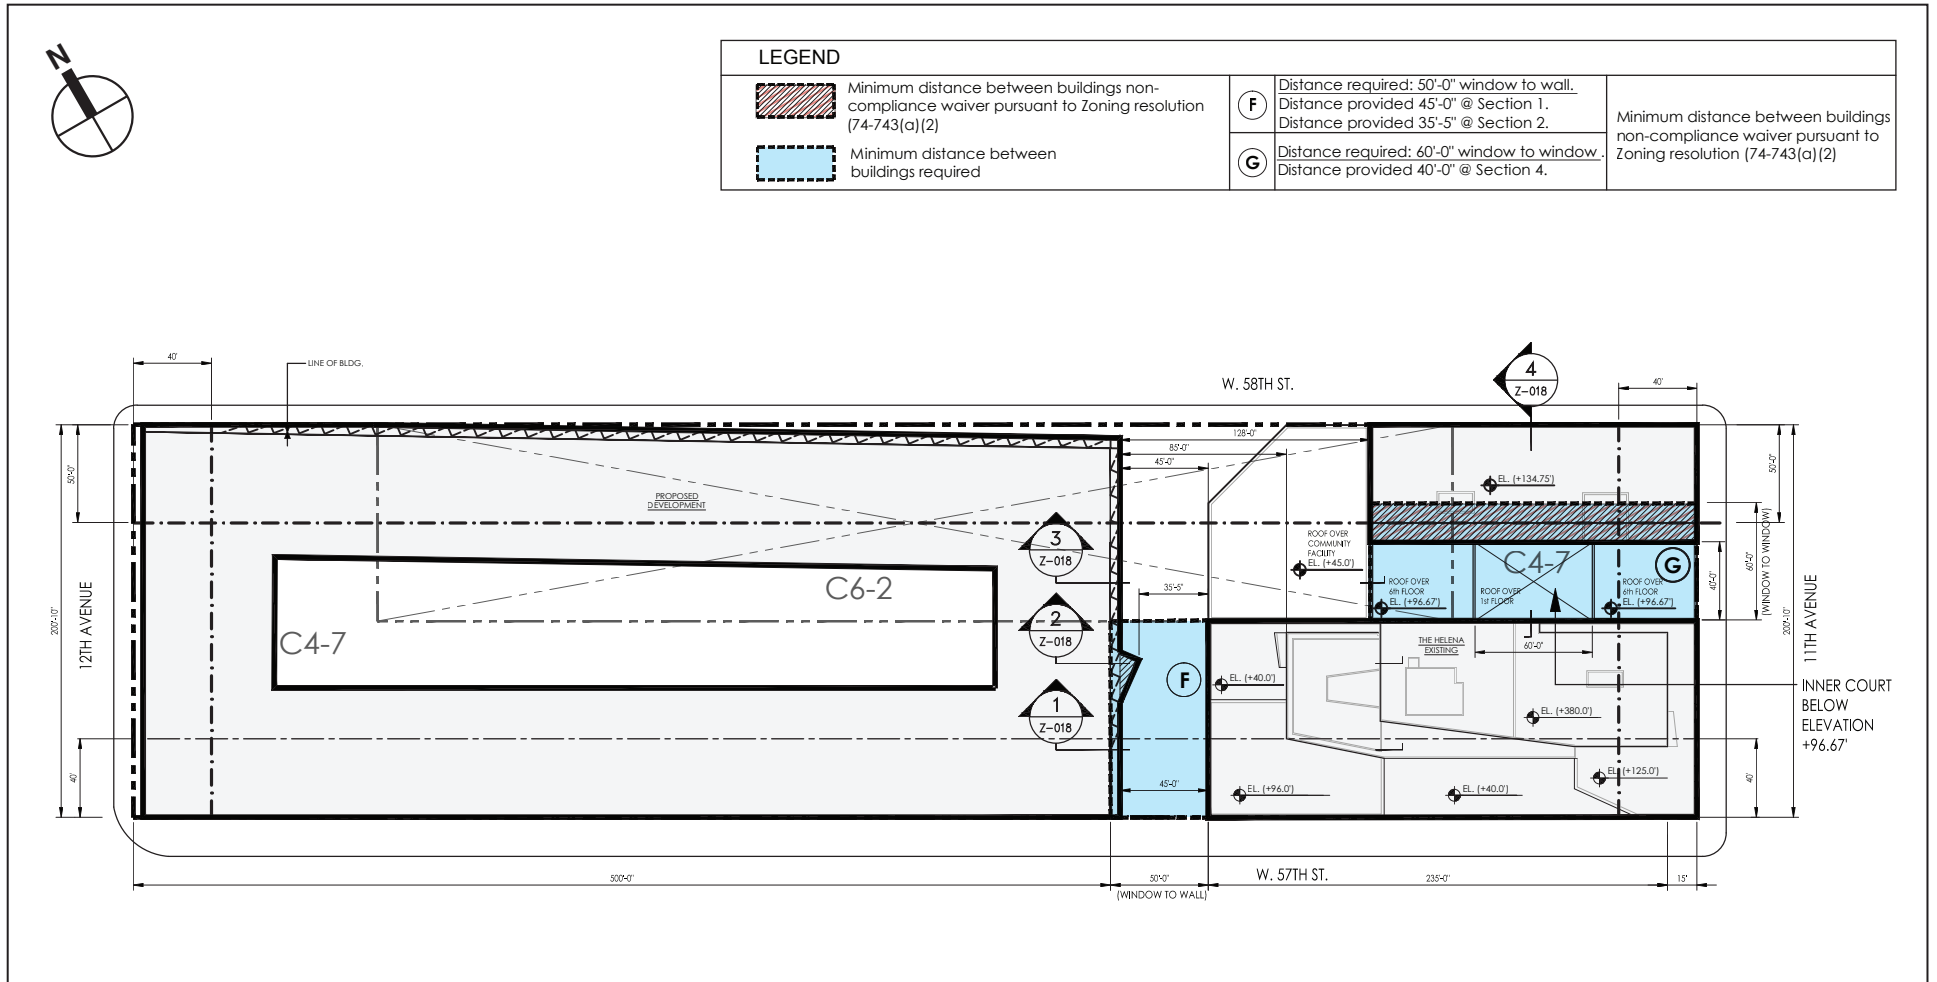 N
LEGEND
Minimum distance between buildings non-
compliance waiver pursuant to Zoning resolution
(74-743(a)(2)
Minimum distance between
buildings required
F
Distance required: 50'-0" window to wall.
Distance provided 45'-0" @ Section 1.
Distance provided 35'-5" @ Section 2.
G
Distance required: 60'-0" window to window .
Distance provided 40'-0" @ Section 4.
Minimum distance between buildings
non-compliance waiver pursuant to
Zoning resolution (74-743(a)(2)
40'
LINE OF BLDG.
W. 58TH ST.
4
Z-018
40'
128'-0"
85'-0"
45'-0"
50'-0"
PROPOSED
DEVELOPMENT
EL. (+134.75')
50'-0"
3
Z-018
ROOF OVER
COMMUNITY
FACILITY
EL. (+45.0')
C4-7
G
60'-0"
(WINDOW TO WINDOW)
40'-0"
C6-2
35'-5"
ROOF OVER
6th FLOOR
EL. (+96.67')
ROOF OVER
1st FLOOR
ROOF OVER
6th FLOOR
EL. (+96.67')
200'-10"
12TH AVENUE
2
Z-018
C4-7
THE HELENA
EXISTING
60'-0"
200'-10"
11TH AVENUE
F
EL. (+40.0')
INNER COURT
BELOW
ELEVATION
+96.67'
1
Z-018
EL. (+380.0')
40'
45'-0"
EL. (+96.0')
EL. (+40.0')
EL. (+125.0')
40'
500'-0"
50'-0"
(WINDOW TO WALL)
W. 57TH ST.
235'-0"
15'